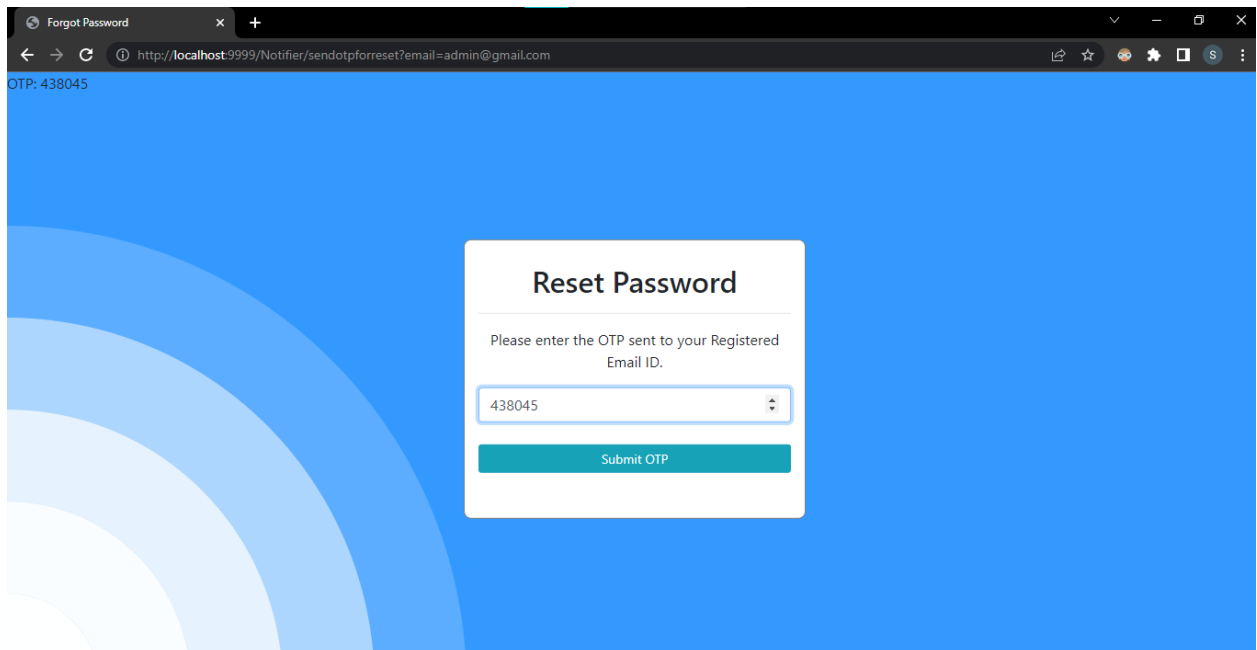 Forgot Password
http://localhost:9999/Notifier/sendotpforreset?email=admin@gmail.com
S
OTP: 438045
Reset Password
Please enter the OTP sent to your Registered
Email ID.
438045
Submit OTP